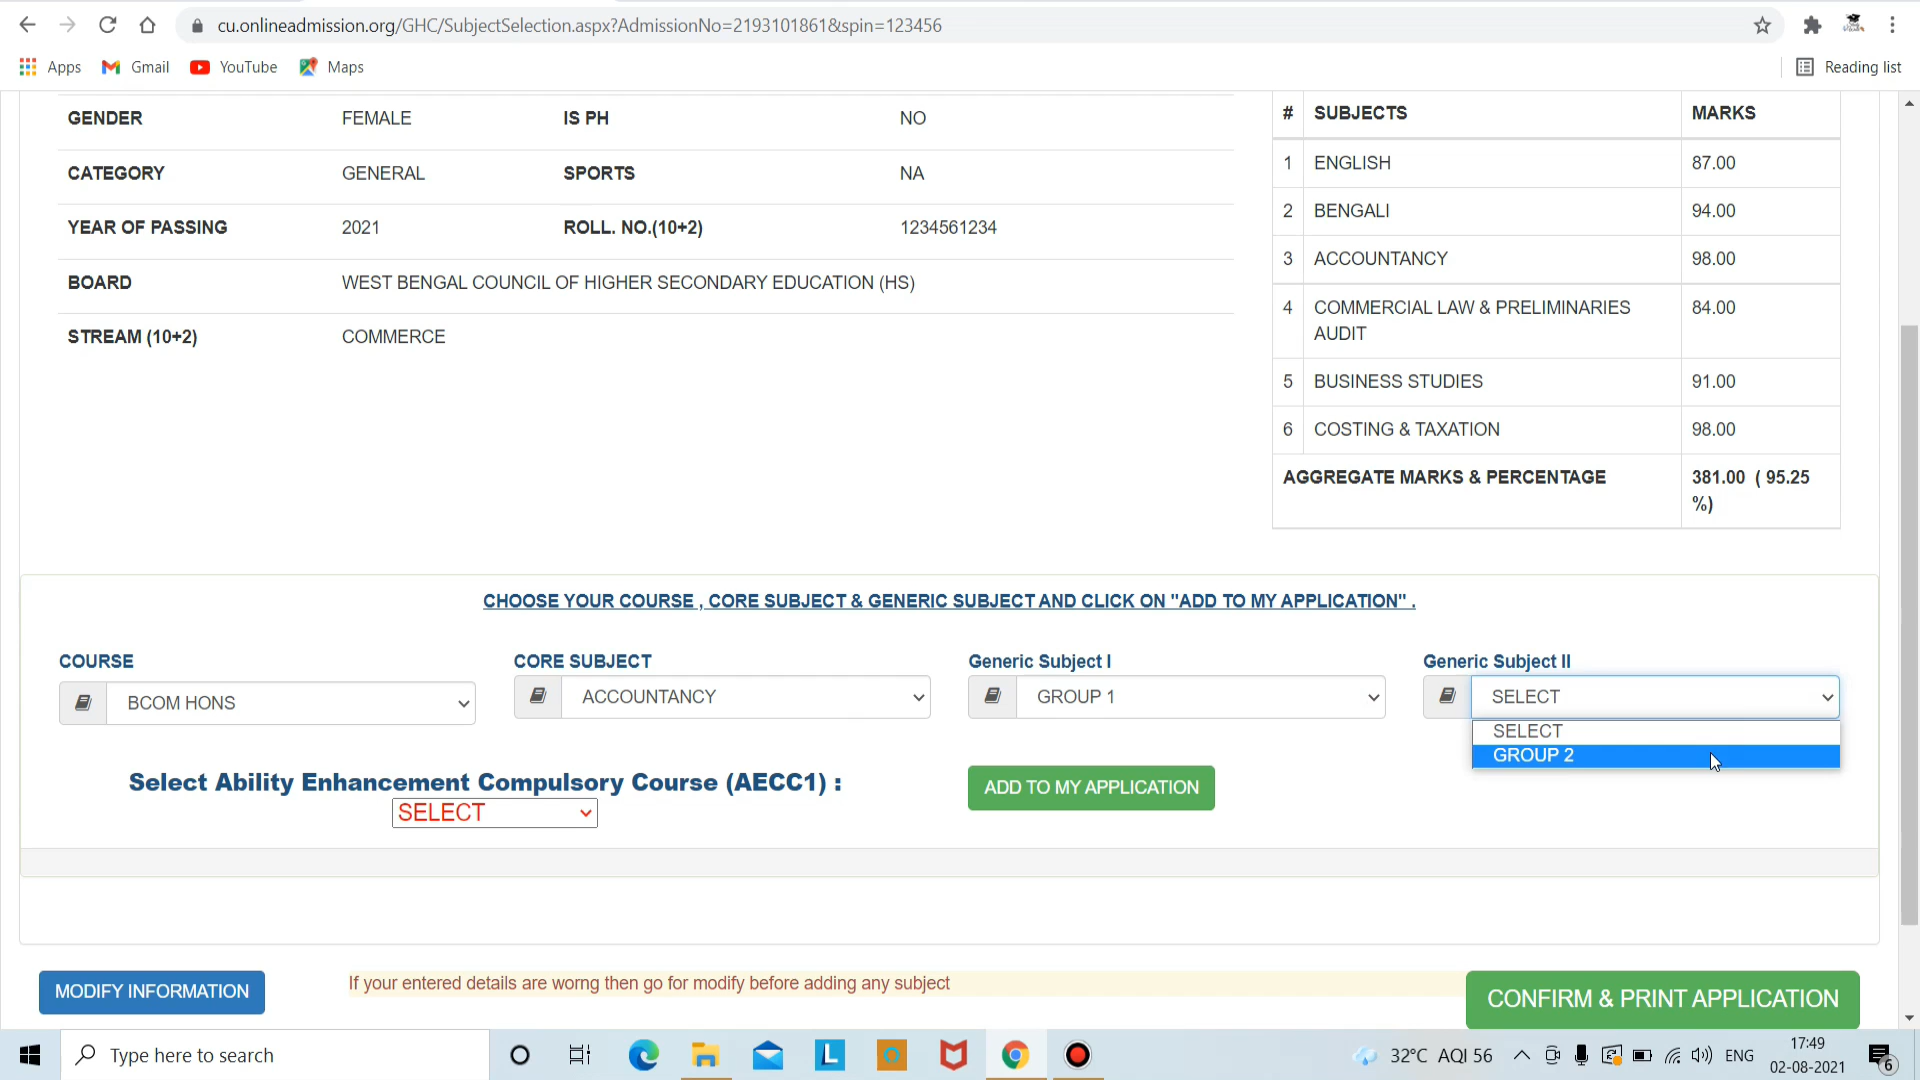 cu.onlineadmission.org/GHC/SubjectSelection.aspx?AdmissionNo=2193101861&spin=123456
Apps Gmail YouTube Maps Reading list
GENDER FEMALE IS PH NO
CATEGORY GENERAL SPORTS NA
YEAR OF PASSING 2021 ROLL. NO.(10+2) 1234561234
BOARD WEST BENGAL COUNCIL OF HIGHER SECONDARY EDUCATION (HS)
STREAM (10+2) COMMERCE
# SUBJECTS MARKS
1 ENGLISH 87.00
2 BENGALI 94.00
3 ACCOUNTANCY 98.00
4 COMMERCIAL LAW & PRELIMINARIES 84.00
AUDIT
5 BUSINESS STUDIES 91.00
6 COSTING & TAXATION 98.00
AGGREGATE MARKS & PERCENTAGE 381.00 ( 95.25
%)
CHOOSE YOUR COURSE , CORE SUBJECT & GENERIC SUBJECT AND CLICK ON "ADD TO MY APPLICATION" .
COURSE CORE SUBJECT Generic Subject I Generic Subject II
BCOM HONS ACCOUNTANCY GROUP 1 SELECT
SELECT
GROUP 2
Select Ability Enhancement Compulsory Course (AECC1) :
SELECT
ADD TO MY APPLICATION
MODIFY INFORMATION
If your entered details are worng then go for modify before adding any subject
CONFIRM & PRINT APPLICATION
Type here to search
L
32°C AQI 56
ENG
17:49
02-08-2021
6